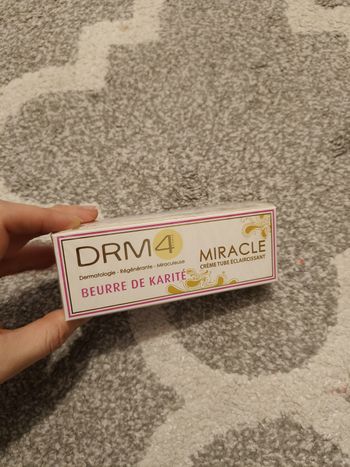 DRM4
Dermatologie - Régénérante - Miraculeuse
BEURRE DE KARITÉ
MIRACLE
CRÈME TUBE ÉCLAIRCISSANT